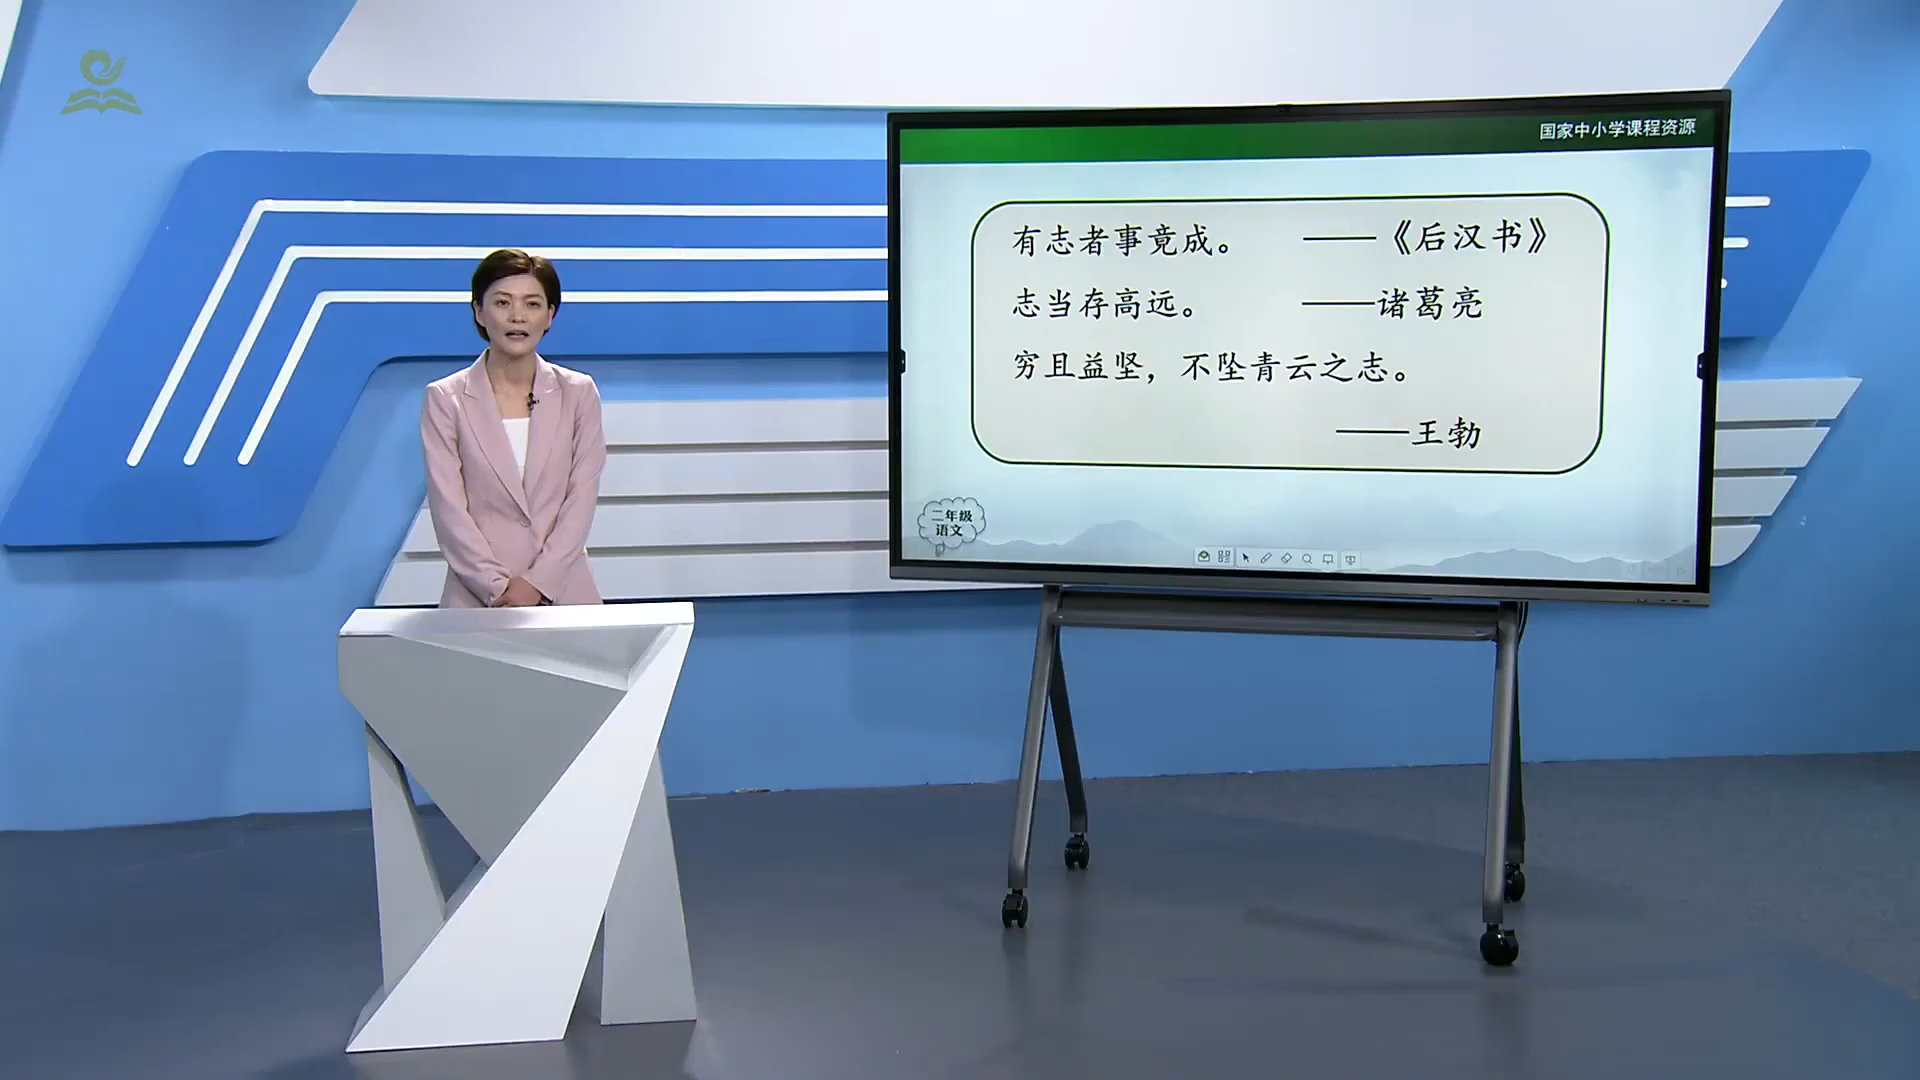 国家中小学课程资源
有志者事竟成。 ——《后汉书》
志当存高远。 ——诸葛亮
穷且益坚，不坠青云之志。
——王勃
二年级
语文